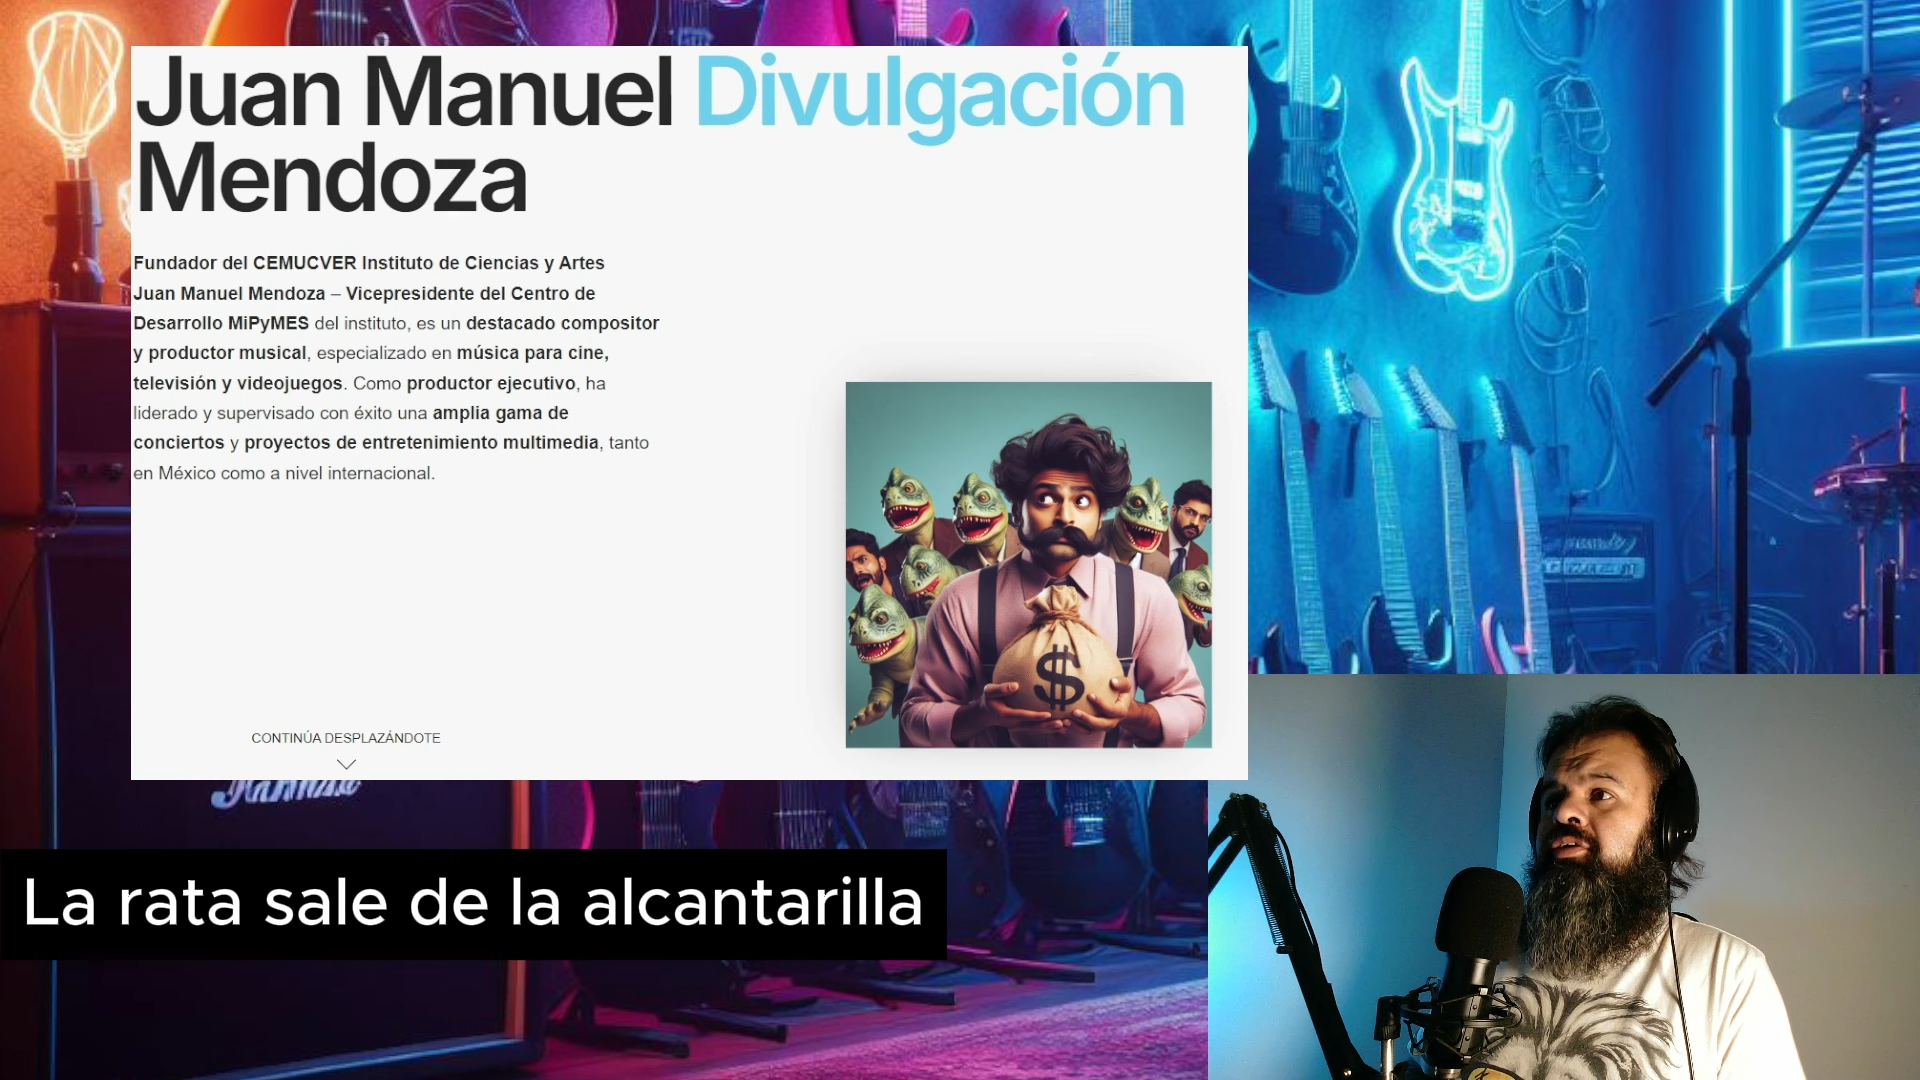 Juan Manuel Divulgación
Mendoza
Fundador del CEMUCVER Instituto de Ciencias y Artes
Juan Manuel Mendoza – Vicepresidente del Centro de
Desarrollo MiPyMES del instituto, es un destacado compositor
y productor musical, especializado en música para cine,
televisión y videojuegos. Como productor ejecutivo, ha
liderado y supervisado con éxito una amplia gama de
conciertos y proyectos de entretenimiento multimedia, tanto
en México como a nivel internacional.
$
CONTINÚA DESPLAZÁNDOTE
La rata sale de la alcantarilla